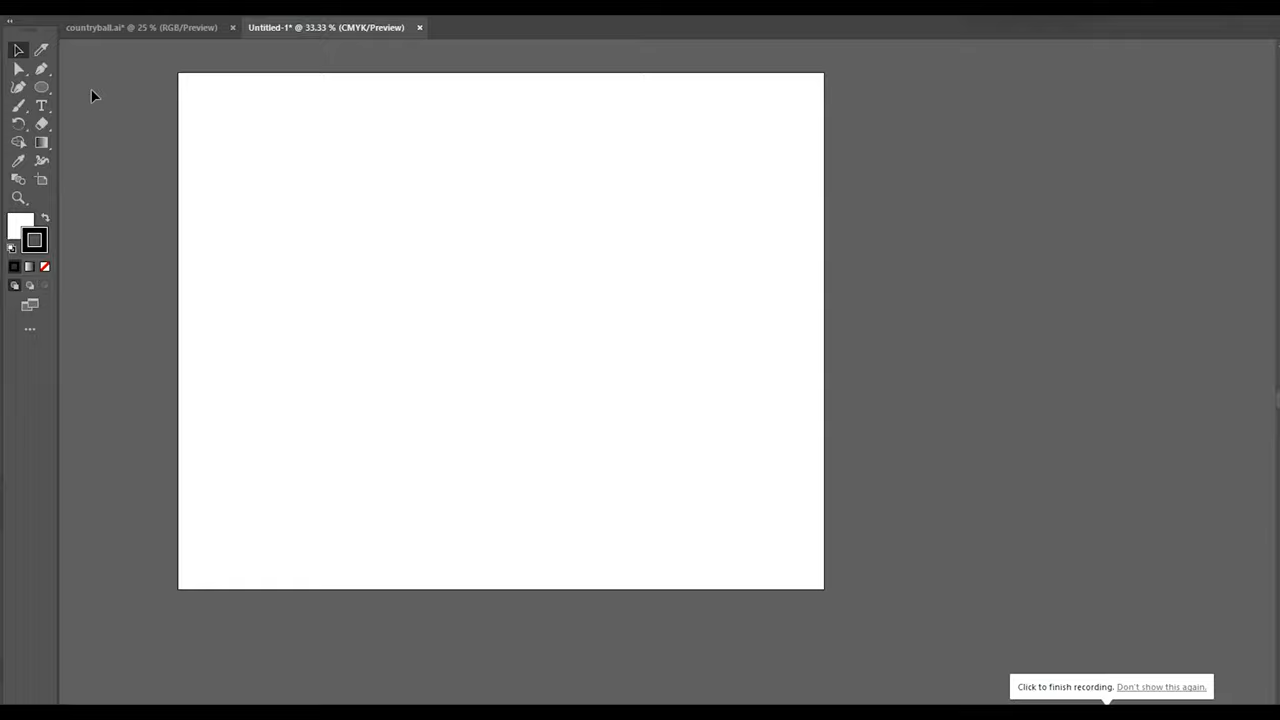 countryball.ai* @ 25 % (RGB/Preview) Untitled-1* @ 33.33 % (CMYK/Preview)
Click to finish recording. Don't show this again.